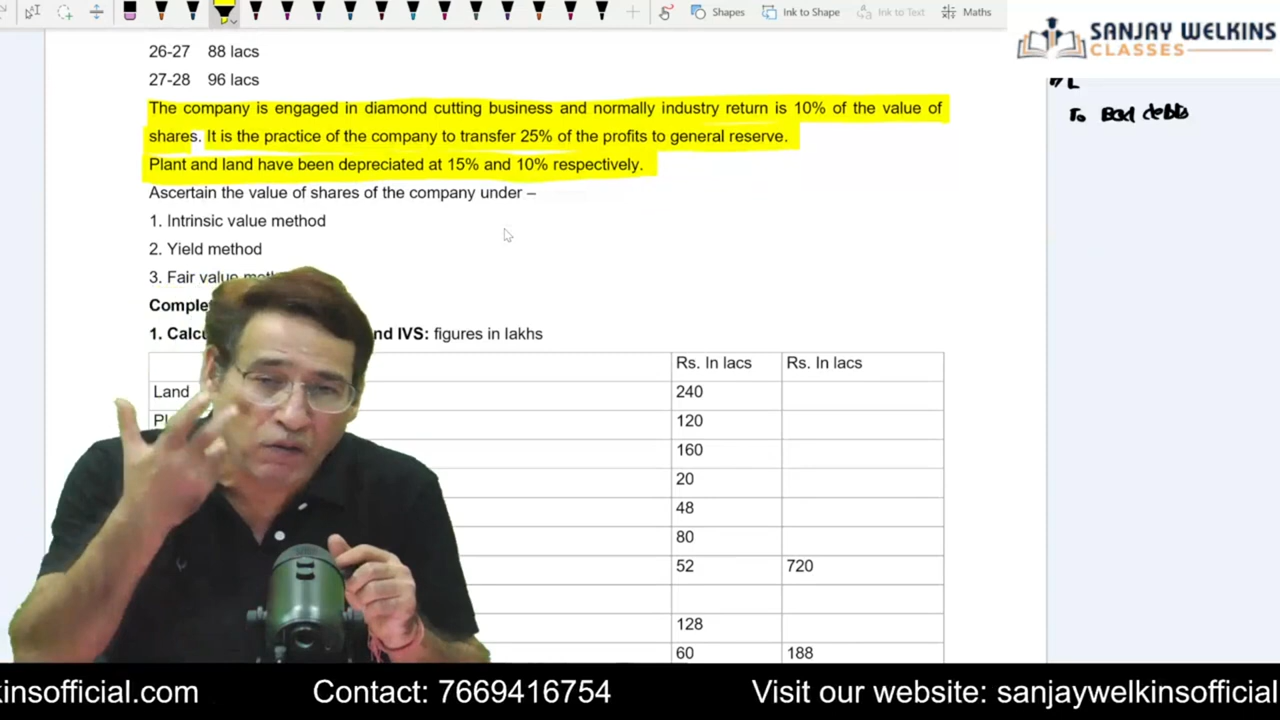 Shapes
Ink to Shape
Ink to Text
Maths
SANJAY WELKINS
CLASSES
26-27 88 lacs
27-28 96 lacs
To Bad debts
The company is engaged in diamond cutting business and normally industry return is 10% of the value of
shares. It is the practice of the company to transfer 25% of the profits to general reserve.
Plant and land have been depreciated at 15% and 10% respectively.
Ascertain the value of shares of the company under –
1. Intrinsic value method
2. Yield method
3. Fair value
nd IVS: figures in lakhs
Rs. In lacs Rs. In lacs
Land 240
120
160
20
48
80
52 720
128
60 188
kinsofficial.com Contact: 7669416754 Visit our website: sanjaywelkinsofficial